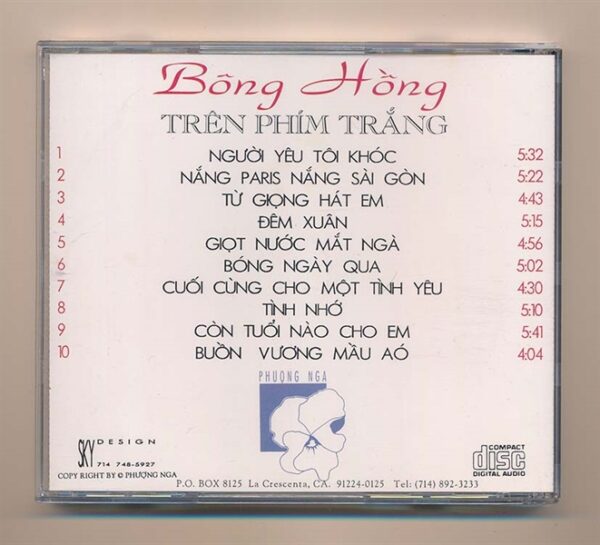 Bông Hồng
TRÊN PHÍM TRẮNG
1 NGƯỜI YÊU TÔI KHÓC 5:32
2 NẮNG PARIS NẮNG SÀI GÒN 5:22
3 TỪ GIỌNG HÁT EM 4:43
4 ĐÊM XUÂN 5:15
5 GIỌT NƯỚC MẮT NGÀ 4:56
6 BÓNG NGÀY QUA 5:02
7 CUỐI CÙNG CHO MỘT TÌNH YÊU 4:30
8 TÌNH NHỚ 5:10
9 CÒN TUỔI NÀO CHO EM 5:41
10 BUỒN VƯƠNG MẦU AÓ 4:04
PHƯỢNG NGA
SKY DESIGN
714 748-5927
COPY RIGHT BY © PHƯỢNG NGA
COMPACT
disc
DIGITAL AUDIO
P.O. BOX 8125 La Crescenta, CA. 91224-0125 Tel: (714) 892-3233